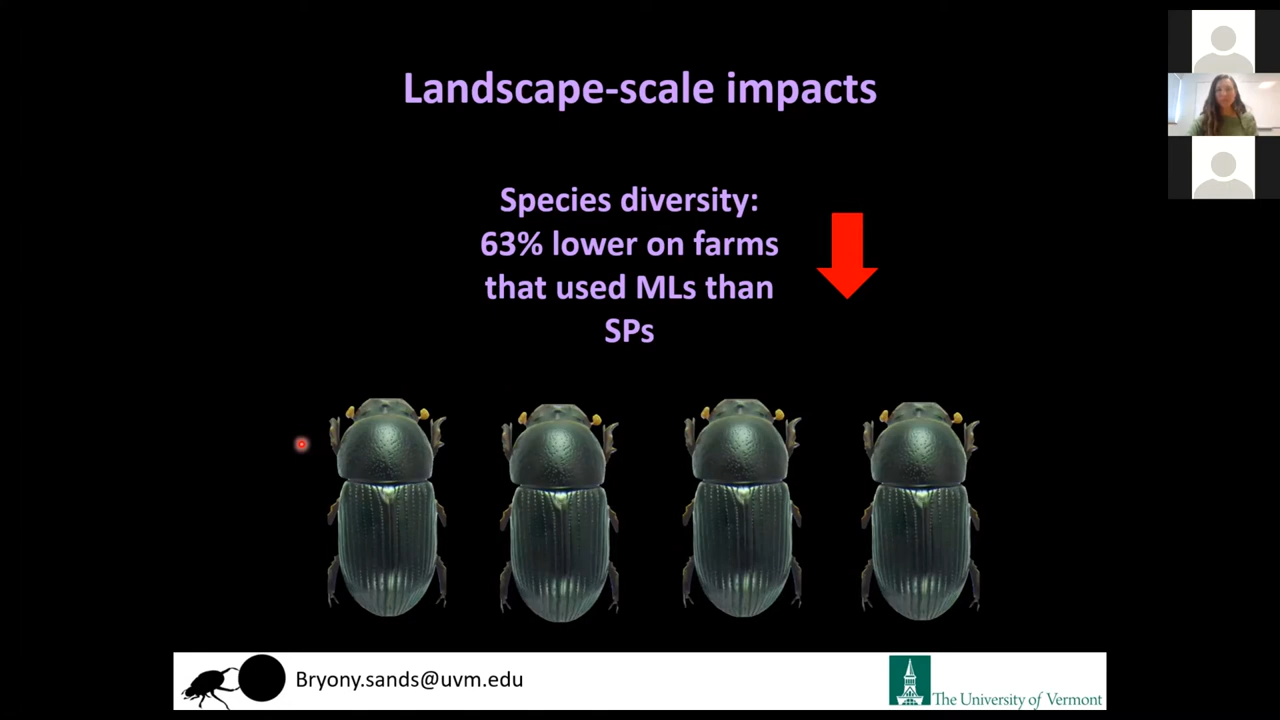 Landscape-scale impacts
Species diversity:
63% lower on farms
that used MLs than
SPs
Bryony.sands@uvm.edu
The University of Vermont